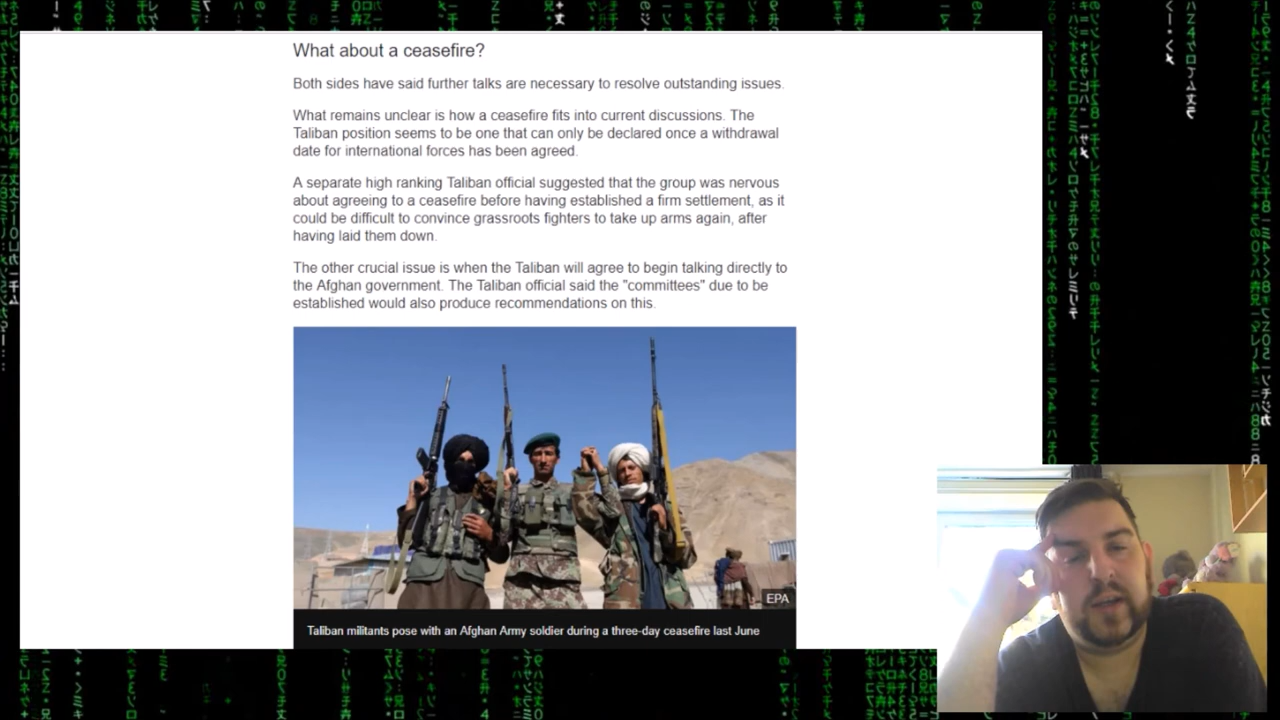 What about a ceasefire?
Both sides have said further talks are necessary to resolve outstanding issues.
What remains unclear is how a ceasefire fits into current discussions. The
Taliban position seems to be one that can only be declared once a withdrawal
date for international forces has been agreed.
A separate high ranking Taliban official suggested that the group was nervous
about agreeing to a ceasefire before having established a firm settlement, as it
could be difficult to convince grassroots fighters to take up arms again, after
having laid them down.
The other crucial issue is when the Taliban will agree to begin talking directly to
the Afghan government. The Taliban official said the "committees" due to be
established would also produce recommendations on this.
EPA
Taliban militants pose with an Afghan Army soldier during a three-day ceasefire last June